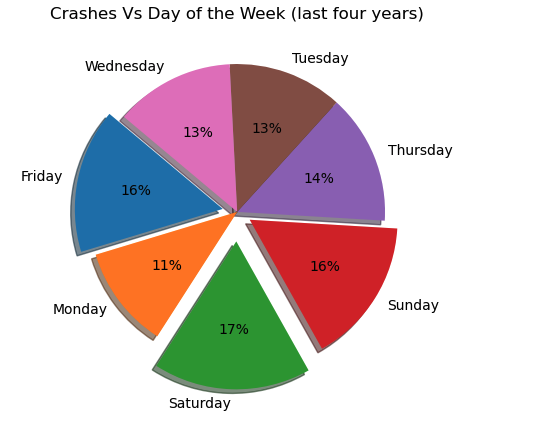 Crashes Vs Day of the Week (last four years)
Tuesday
Wednesday
13%
13%
Thursday
14%
Friday
16%
11%
16%
Monday
Sunday
17%
Saturday